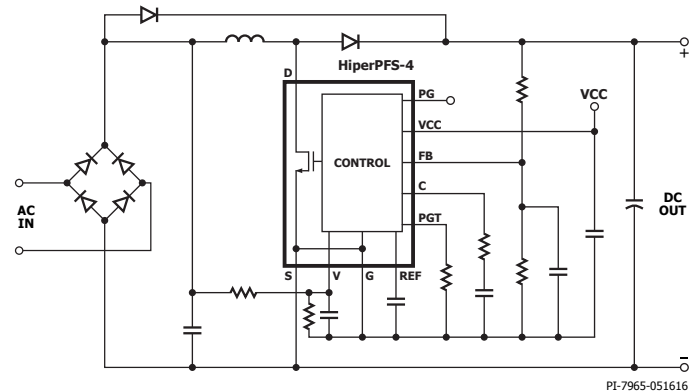 HiperPFS-4
D
PG
VCC
VCC
CONTROL
FB
C
PGT
AC
IN
DC
OUT
+
S
V
G
REF
–
PI-7965-051616